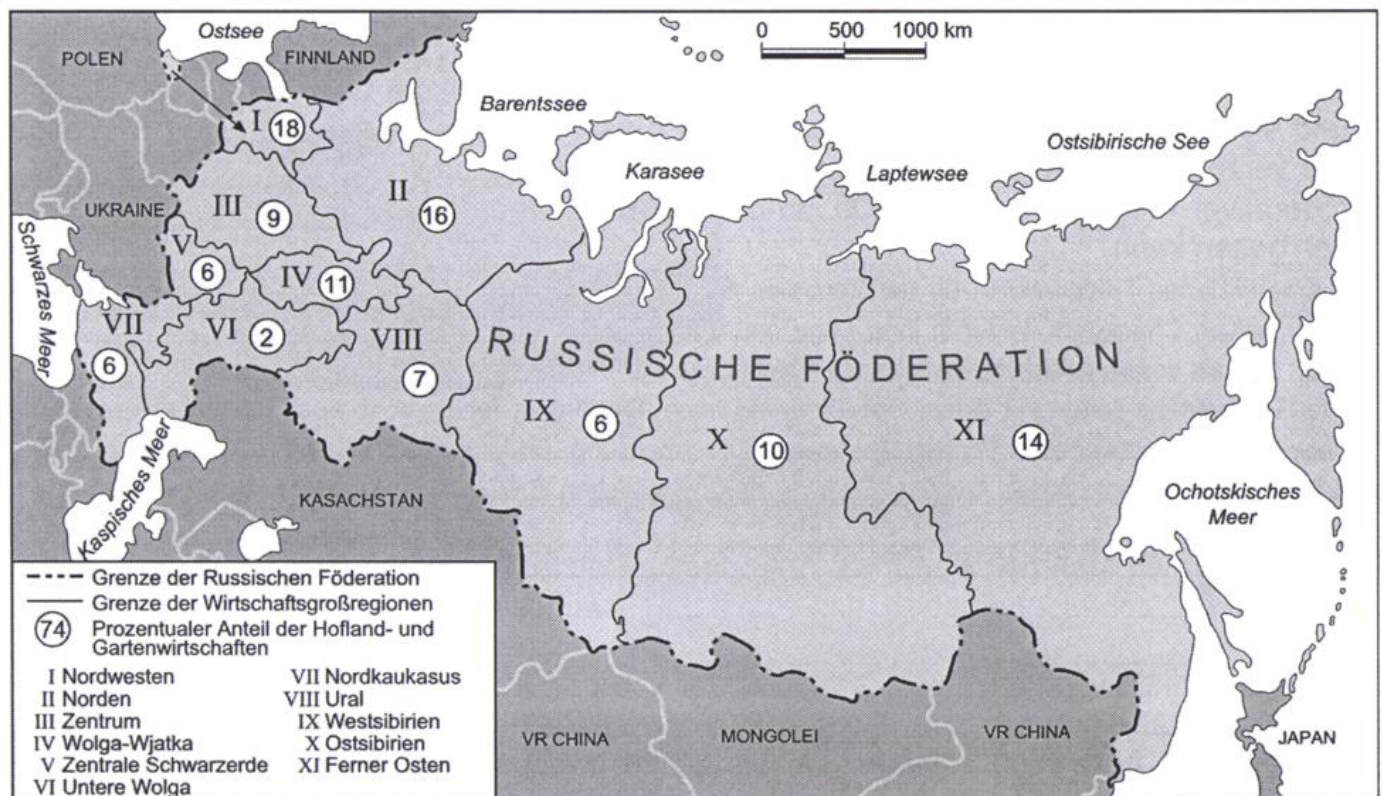 Ostsee
POLEN
FINNLAND
0 500 1000 km
Barentssee
Karasee
Laptewsee
Ostsibirische See
I 18
II 16
UKRAINE
III 9
V 6
IV 11
Schwarzes Meer
VII 6
VI 2
VIII 7
RUSSISCHE FÖDERATION
IX 6
X 10
XI 14
Ochotskisches
Meer
Kaspisches Meer
KASACHSTAN
VR CHINA
MONGOLEI
VR CHINA
JAPAN
Grenze der Russischen Föderation
Grenze der Wirtschaftsgroßregionen
74 Prozentualer Anteil der Hofland- und
Gartenwirtschaften
I Nordwesten
II Norden
III Zentrum
IV Wolga-Wjatka
V Zentrale Schwarzerde
VI Untere Wolga
VII Nordkaukasus
VIII Ural
IX Westsibirien
X Ostsibirien
XI Ferner Osten